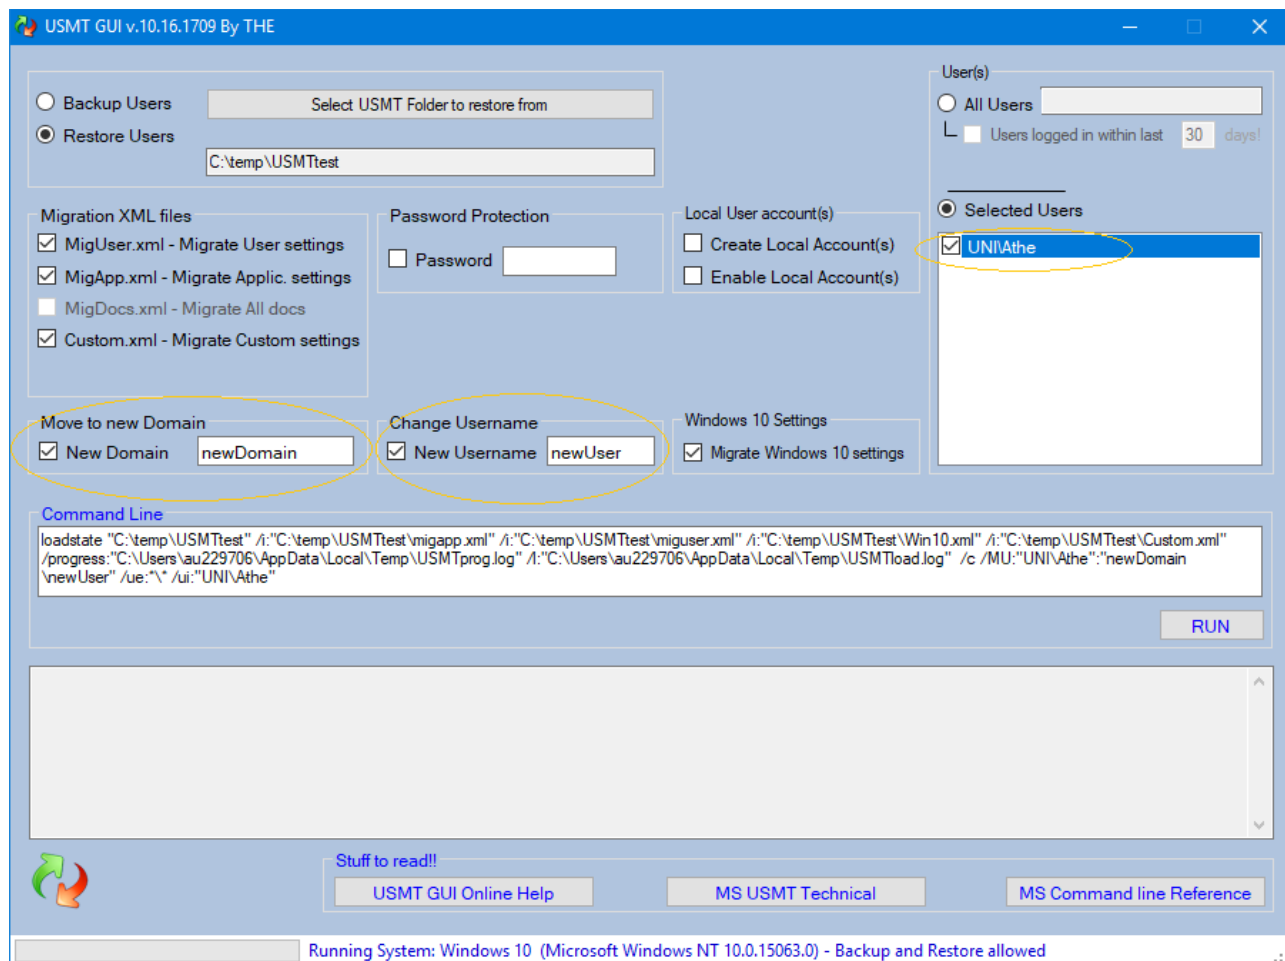 USMT GUI v.10.16.1709 By THE
Backup Users
Select USMT Folder to restore from
Restore Users
C:\temp\USMTtest
User(s)
All Users
Users logged in within last 30 days!
Selected Users
UNI\Athe
Migration XML files
MigUser.xml - Migrate User settings
MigApp.xml - Migrate Applic. settings
MigDocs.xml - Migrate All docs
Custom.xml - Migrate Custom settings
Password Protection
Password
Local User account(s)
Create Local Account(s)
Enable Local Account(s)
Move to new Domain
New Domain newDomain
Change Username
New Username newUser
Windows 10 Settings
Migrate Windows 10 settings
Command Line
loadstate "C:\temp\USMTtest" /i:"C:\temp\USMTtest\migapp.xml" /i:"C:\temp\USMTtest\miguser.xml" /i:"C:\temp\USMTtest\Win10.xml" /i:"C:\temp\USMTtest\Custom.xml"
/progress:"C:\Users\au229706\AppData\Local\Temp\USMTprog.log" /l:"C:\Users\au229706\AppData\Local\Temp\USMTload.log" /c /MU:"UNI\Athe":"newDomain
\newUser" /ue:*\* /ui:"UNI\Athe"
RUN
Stuff to read!!
USMT GUI Online Help
MS USMT Technical
MS Command line Reference
Running System: Windows 10 (Microsoft Windows NT 10.0.15063.0) - Backup and Restore allowed